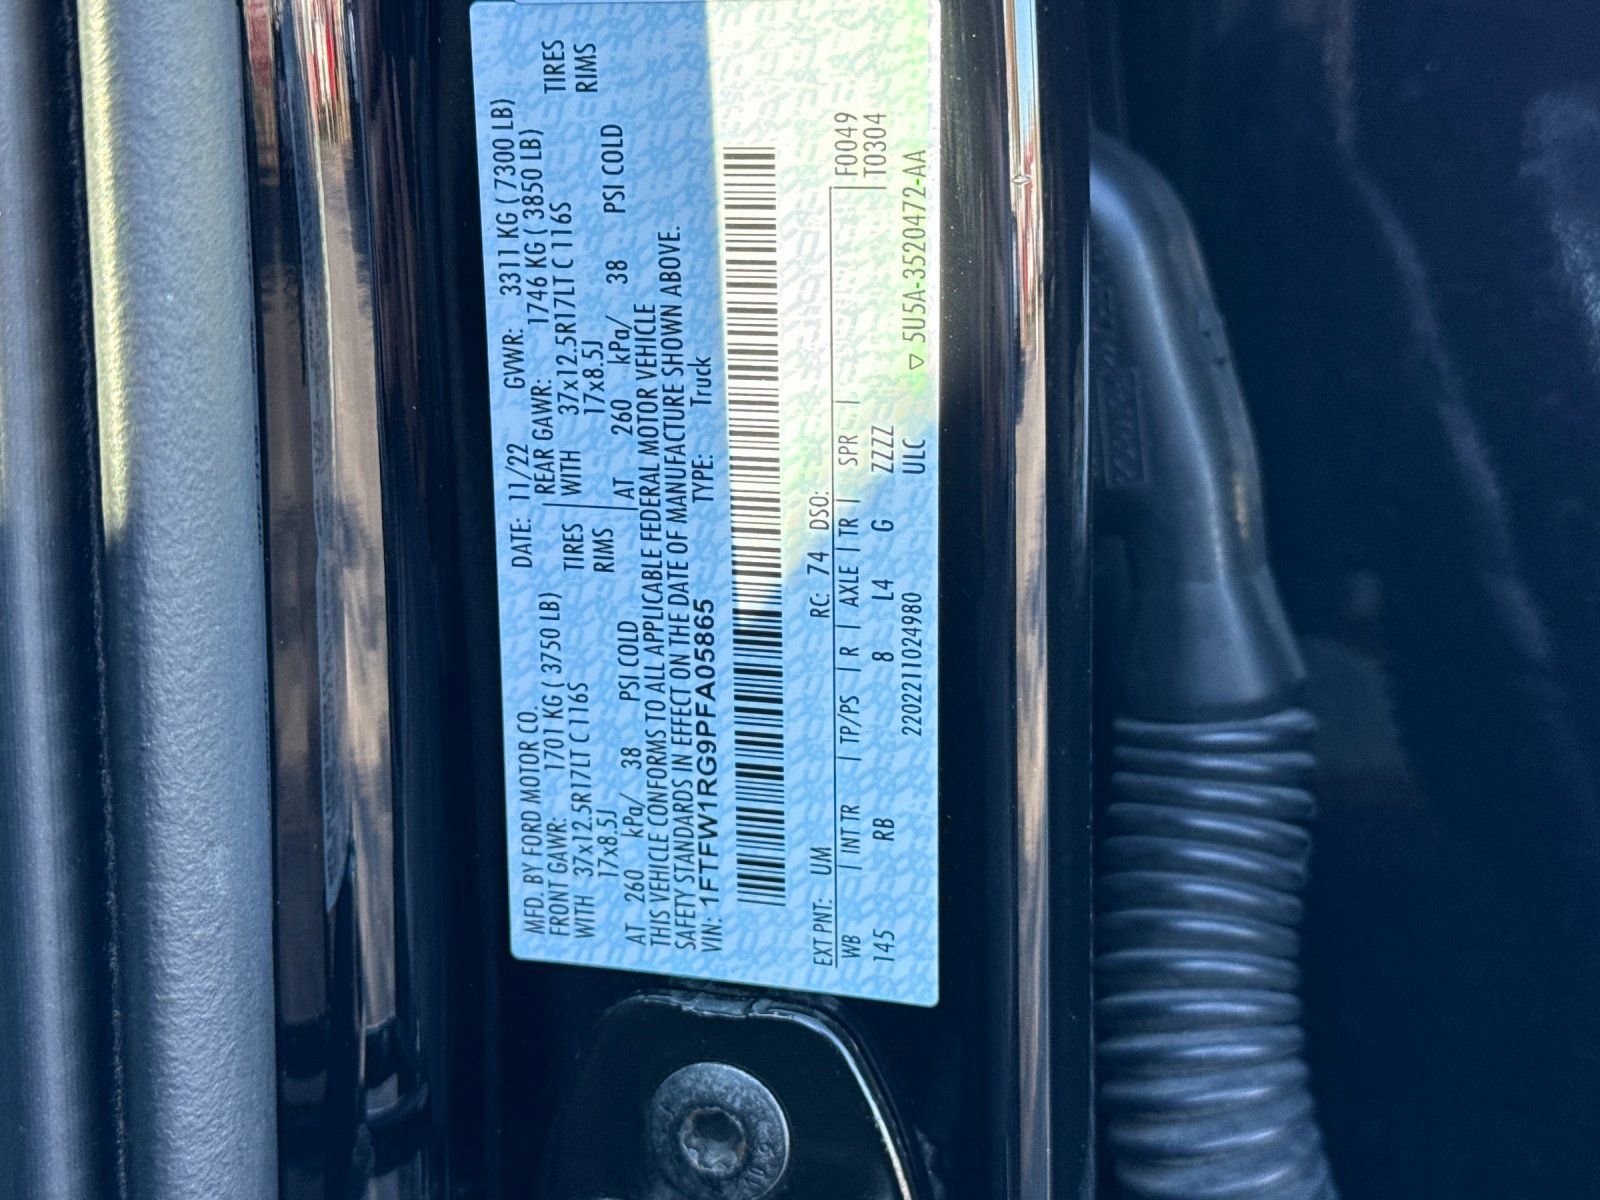 MFD. BY FORD MOTOR CO. DATE: 11/22 GVWR: 3311 KG ( 7300 LB)
FRONT GAWR: 1701 KG ( 3750 LB) REAR GAWR: 1746 KG ( 3850 LB)
WITH 37x12.5R17LT C 116S TIRES WITH 37x12.5R17LT C 116S TIRES
17x8.5J RIMS 17x8.5J RIMS
AT 260 kPa/ 38 PSI COLD AT 260 kPa/ 38 PSI COLD
THIS VEHICLE CONFORMS TO ALL APPLICABLE FEDERAL MOTOR VEHICLE
SAFETY STANDARDS IN EFFECT ON THE DATE OF MANUFACTURE SHOWN ABOVE.
VIN: 1FTFW1RG9PFA05865 TYPE: Truck
EXT PNT: UM RC: 74 DSO: F0049
WB | INT TR | TP/PS | R | AXLE | TR | SPR | T0304
145 RB 8 L4 G ZZZZ
2202211024980 ULC ▽ 5U5A-3520472-AA